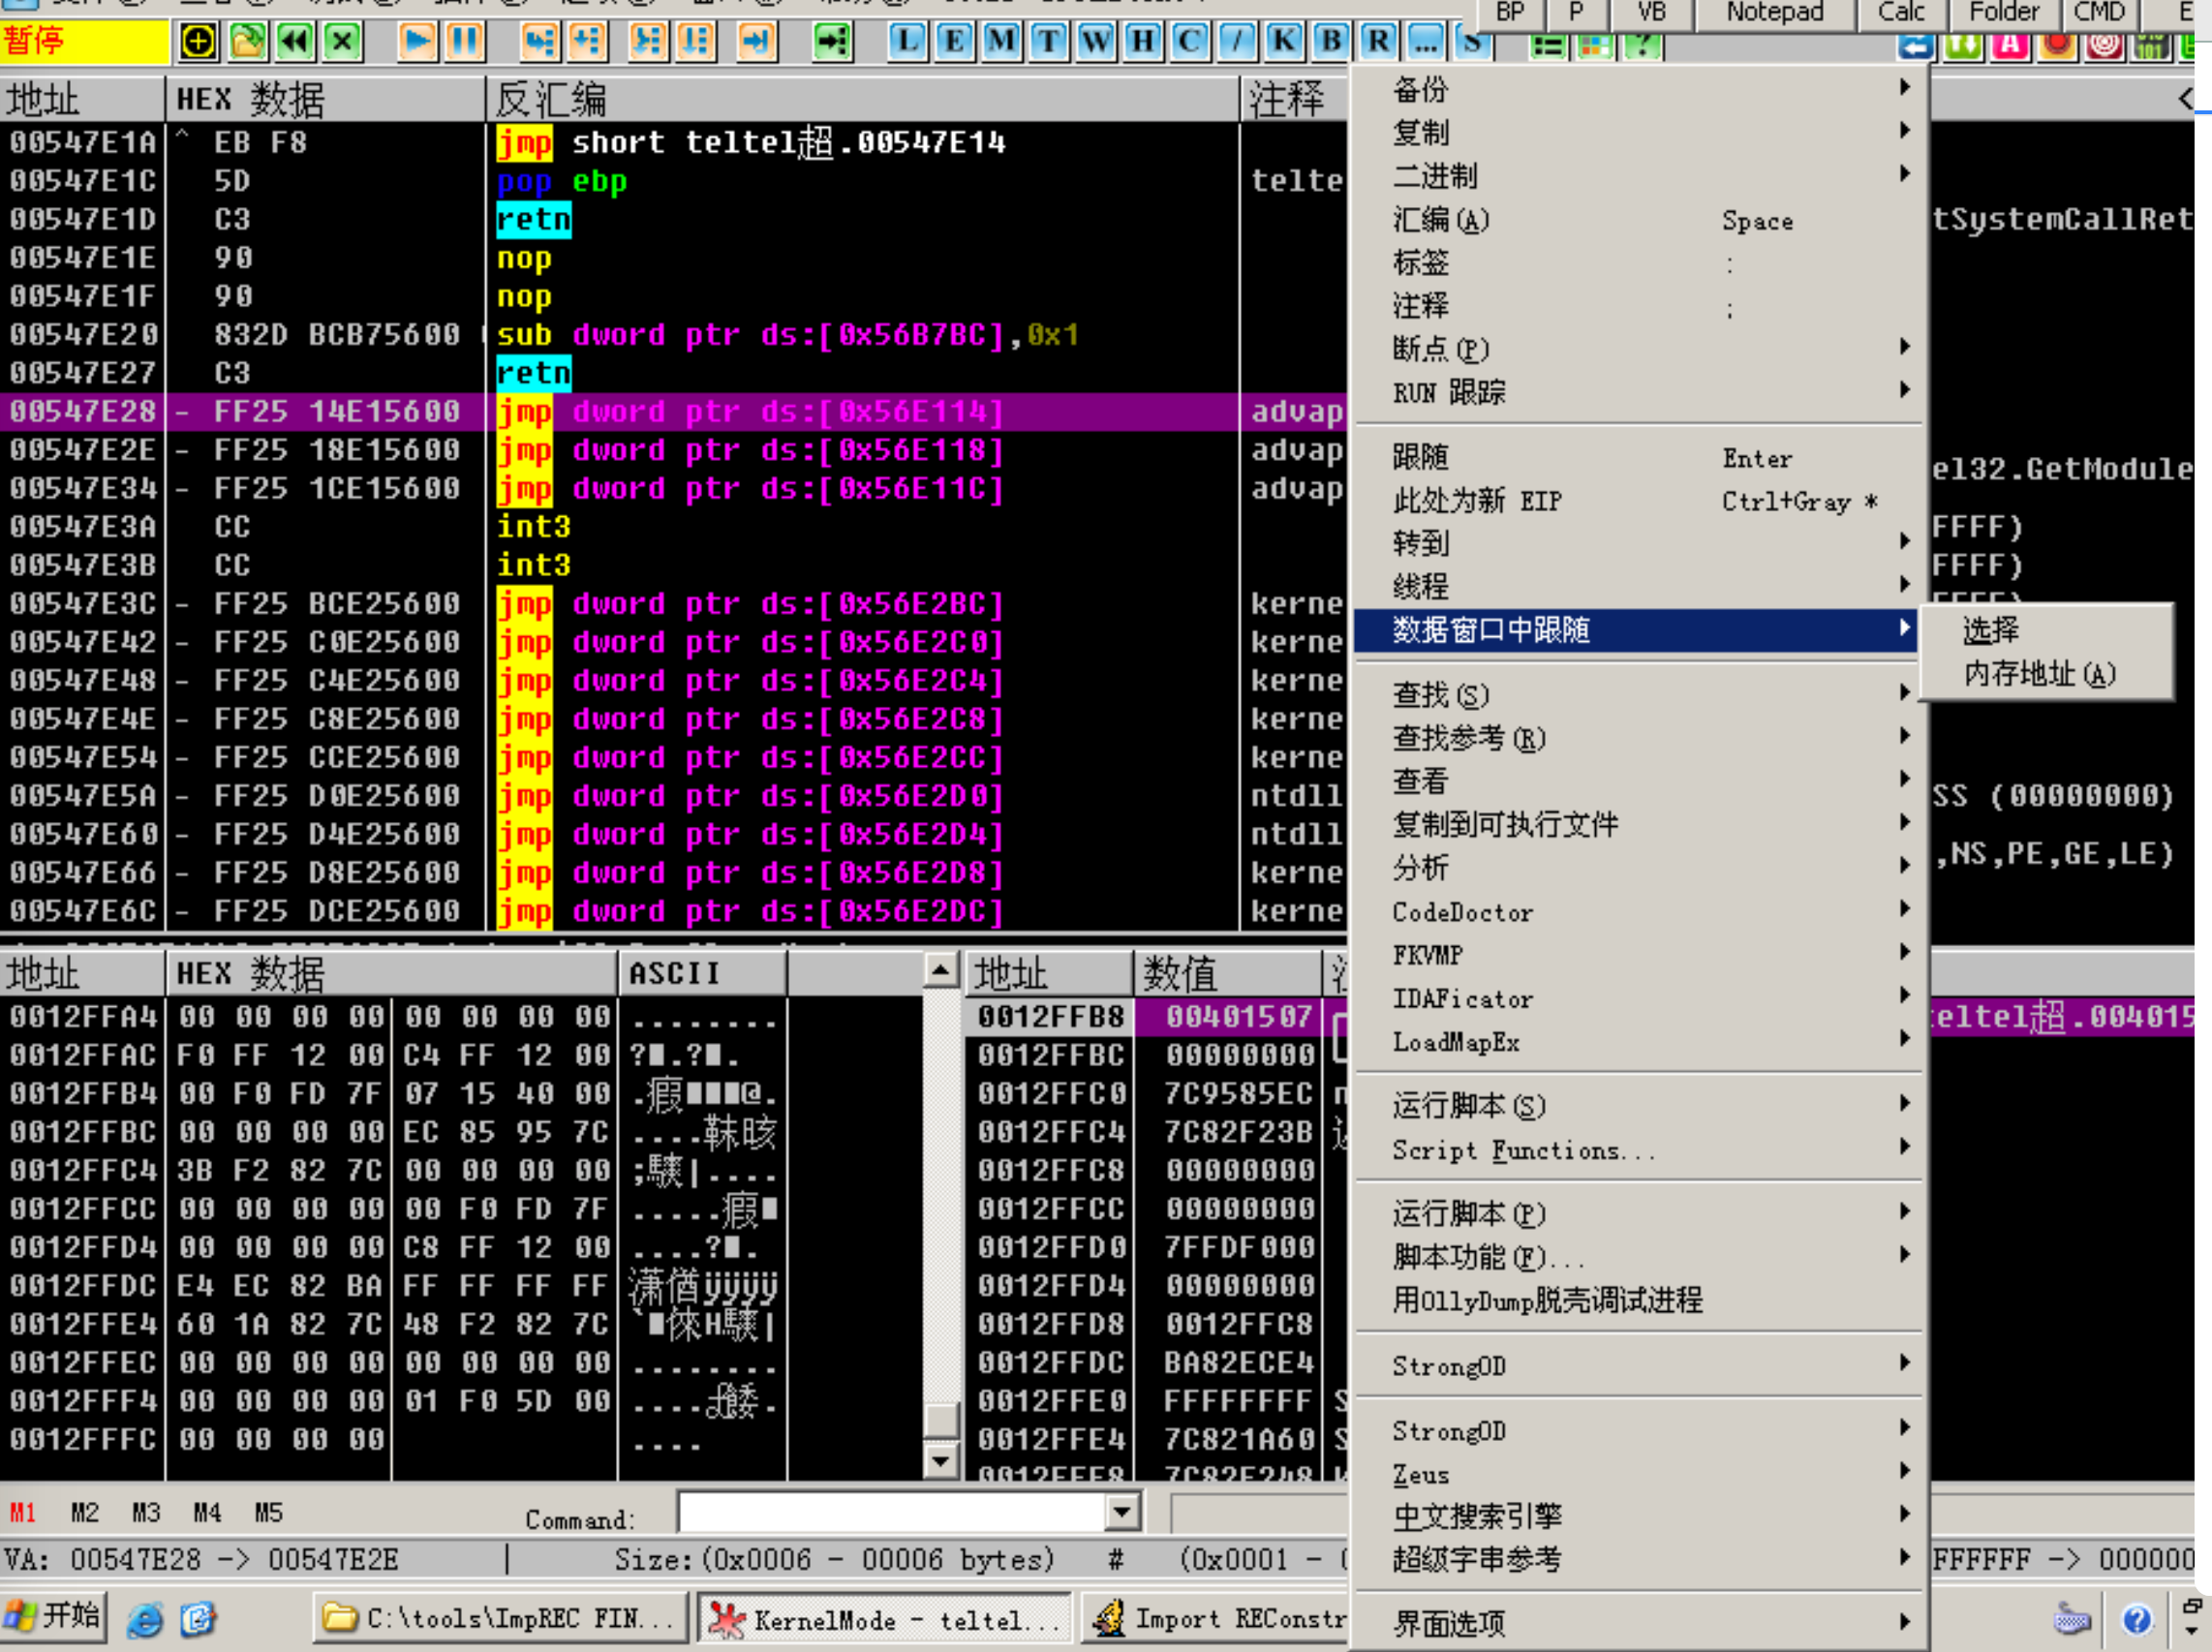 BP P VB Notepad Calc Folder CMD E
暂停 L E M T W H C / K B R ... S
地址 HEX 数据 反汇编 注释
00547E1A ^ EB F8 jmp short teltel超.00547E14
00547E1C 5D pop ebp telte
00547E1D C3 retn tSystemCallRet
00547E1E 90 nop
00547E1F 90 nop
00547E20 832D BCB75600 sub dword ptr ds:[0x56B7BC],0x1
00547E27 C3 retn
00547E28 - FF25 14E15600 jmp dword ptr ds:[0x56E114] advap
00547E2E - FF25 18E15600 jmp dword ptr ds:[0x56E118] advap
00547E34 - FF25 1CE15600 jmp dword ptr ds:[0x56E11C] advap
00547E3A CC int3
00547E3B CC int3
00547E3C - FF25 BCE25600 jmp dword ptr ds:[0x56E2BC] kerne
00547E42 - FF25 C0E25600 jmp dword ptr ds:[0x56E2C0] kerne
00547E48 - FF25 C4E25600 jmp dword ptr ds:[0x56E2C4] kerne
00547E4E - FF25 C8E25600 jmp dword ptr ds:[0x56E2C8] kerne
00547E54 - FF25 CCE25600 jmp dword ptr ds:[0x56E2CC] kerne
00547E5A - FF25 D0E25600 jmp dword ptr ds:[0x56E2D0] ntdll
00547E60 - FF25 D4E25600 jmp dword ptr ds:[0x56E2D4] ntdll
00547E66 - FF25 D8E25600 jmp dword ptr ds:[0x56E2D8] kerne
00547E6C - FF25 DCE25600 jmp dword ptr ds:[0x56E2DC] kerne
el32.GetModule
FFFF)
FFFF)
SS (00000000)
,NS,PE,GE,LE)
备份
复制
二进制
汇编(A) Space
标签 :
注释 ;
断点(P)
RUN 跟踪
跟随 Enter
此处为新 EIP Ctrl+Gray *
转到
线程
数据窗口中跟随
选择
内存地址(A)
查找(S)
查找参考(R)
查看
复制到可执行文件
分析
CodeDoctor
FKVMP
IDAFicator
LoadMapEx
运行脚本(S)
Script Functions...
运行脚本(P)
脚本功能(F)...
用OllyDump脱壳调试进程
StrongOD
StrongOD
Zeus
中文搜索引擎
超级字串参考
界面选项
地址 HEX 数据 ASCII
0012FFA4 00 00 00 00 00 00 00 00 ........
0012FFAC F0 FF 12 00 C4 FF 12 00
0012FFB4 00 F0 FD 7F 07 15 40 00
0012FFBC 00 00 00 00 EC 85 95 7C
0012FFC4 3B F2 82 7C 00 00 00 00
0012FFCC 00 00 00 00 00 F0 FD 7F
0012FFD4 00 00 00 00 C8 FF 12 00
0012FFDC E4 EC 82 BA FF FF FF FF
0012FFE4 60 1A 82 7C 48 F2 82 7C
0012FFEC 00 00 00 00 00 00 00 00 ........
0012FFF4 00 00 00 00 01 F0 5D 00
0012FFFC 00 00 00 00 ....
地址 数值
0012FFB8 00401507 eltel超.004015
0012FFBC 00000000
0012FFC0 7C9585EC
0012FFC4 7C82F23B
0012FFC8 00000000
0012FFCC 00000000
0012FFD0 7FFDF000
0012FFD4 00000000
0012FFD8 0012FFC8
0012FFDC BA82ECE4
0012FFE0 FFFFFFFF S
0012FFE4 7C821A60 S
0012FFE8 7C82F248
M1 M2 M3 M4 M5 Command:
VA: 00547E28 -> 00547E2E | Size:(0x0006 - 00006 bytes) # (0x0001 - FFFFFF -> 000000
开始 C:\tools\ImpREC FIN... KernelMode - teltel... Import REConstr